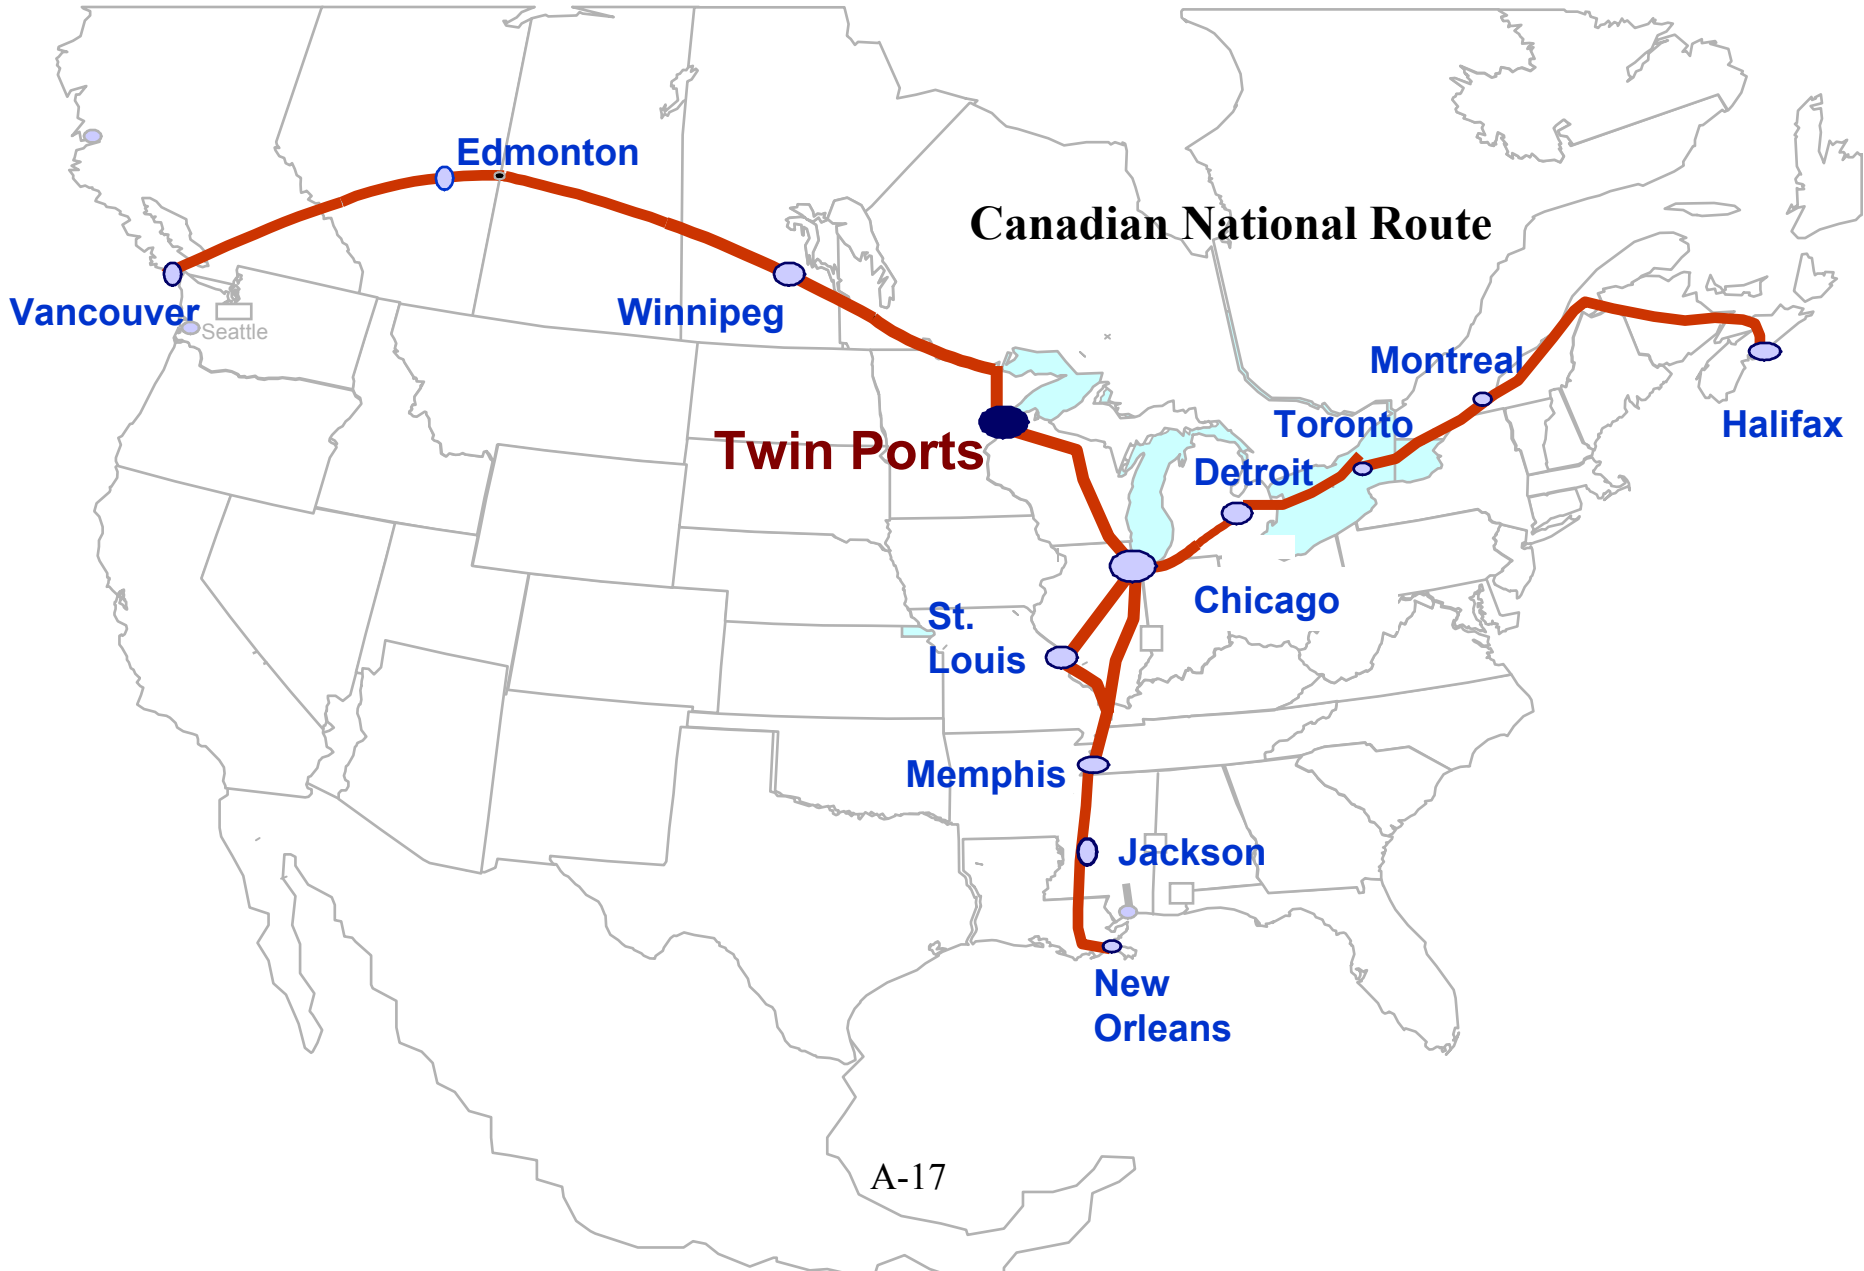 Edmonton
Canadian National Route
Vancouver
Seattle
Winnipeg
Montreal
Toronto
Halifax
Twin Ports
Detroit
Chicago
St.
Louis
Memphis
Jackson
New
Orleans
A-17